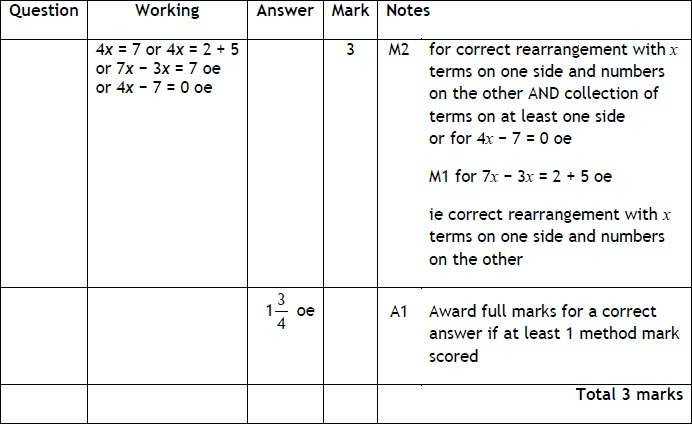 Question Working Answer Mark Notes
4x = 7 or 4x = 2 + 5
or 7x − 3x = 7 oe
or 4x − 7 = 0 oe
3
M2 for correct rearrangement with x
terms on one side and numbers
on the other AND collection of
terms on at least one side
or for 4x − 7 = 0 oe
M1 for 7x − 3x = 2 + 5 oe
ie correct rearrangement with x
terms on one side and numbers
on the other
1 3/4 oe
A1 Award full marks for a correct
answer if at least 1 method mark
scored
Total 3 marks